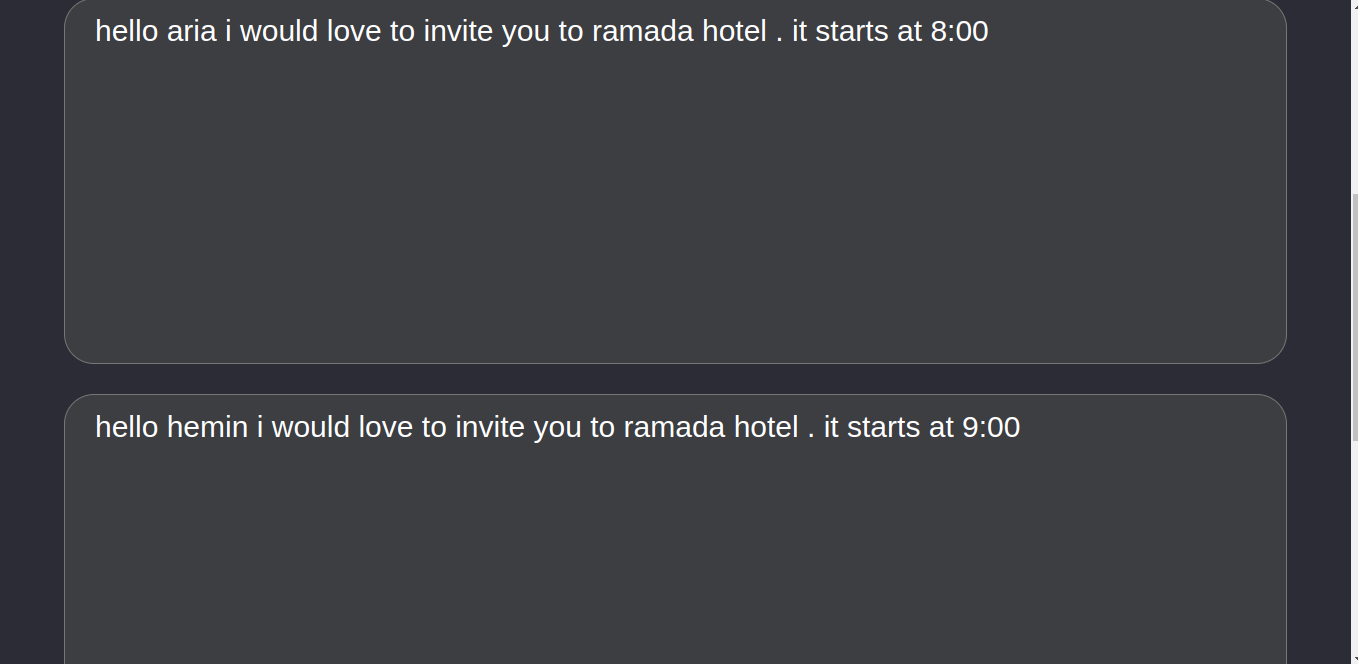 hello aria i would love to invite you to ramada hotel . it starts at 8:00
hello hemin i would love to invite you to ramada hotel . it starts at 9:00